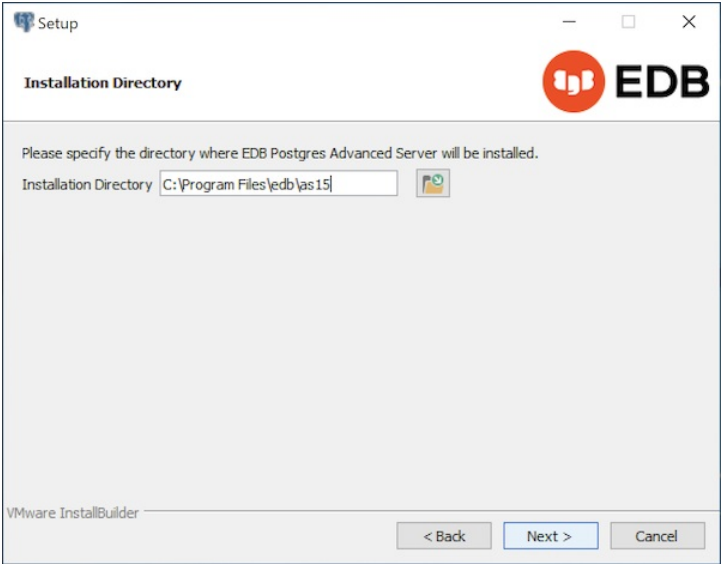 Setup
Installation Directory
EDB
Please specify the directory where EDB Postgres Advanced Server will be installed.
Installation Directory C:\Program Files\edb\as15
VMware InstallBuilder
< Back Next > Cancel